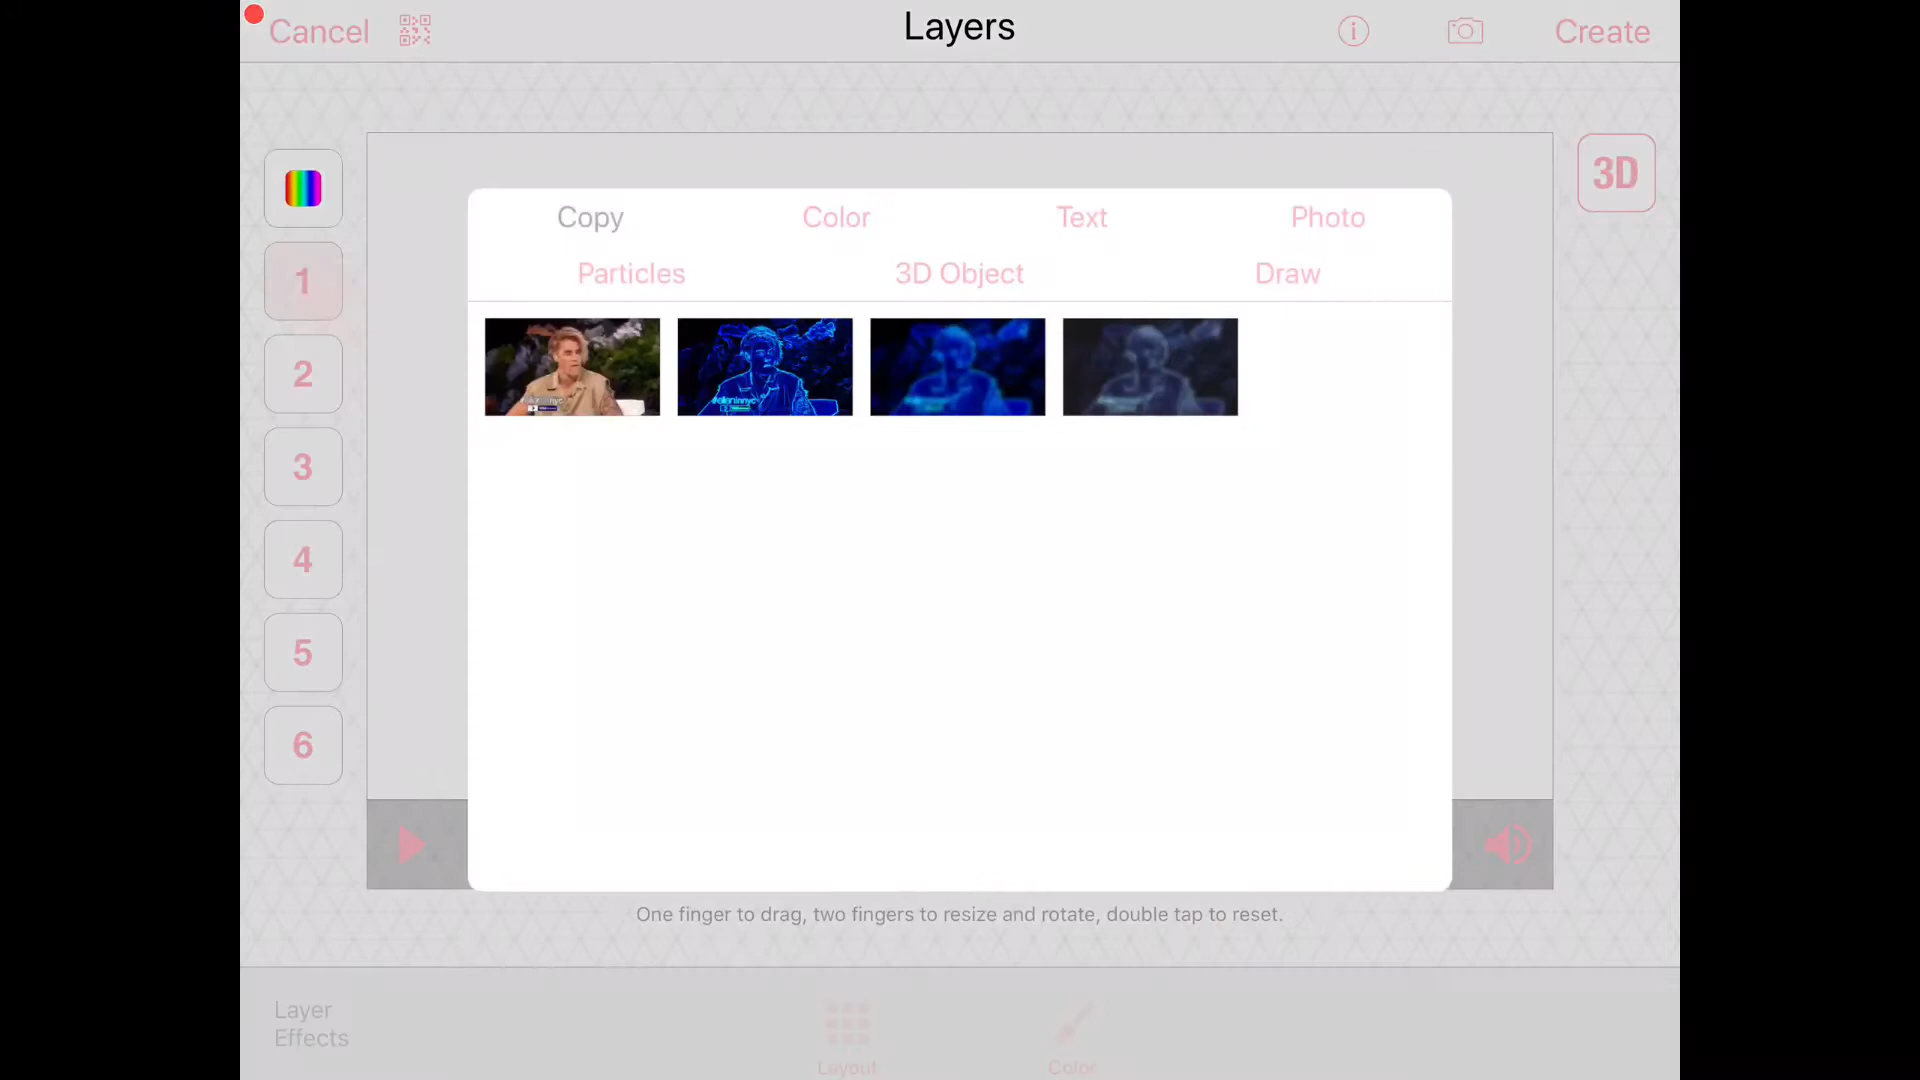 Cancel
Layers
Create
3D
Copy
Color
Text
Photo
Particles
3D Object
Draw
1
2
3
4
5
6
One finger to drag, two fingers to resize and rotate, double tap to reset.
Layer
Effects
Layout
Color